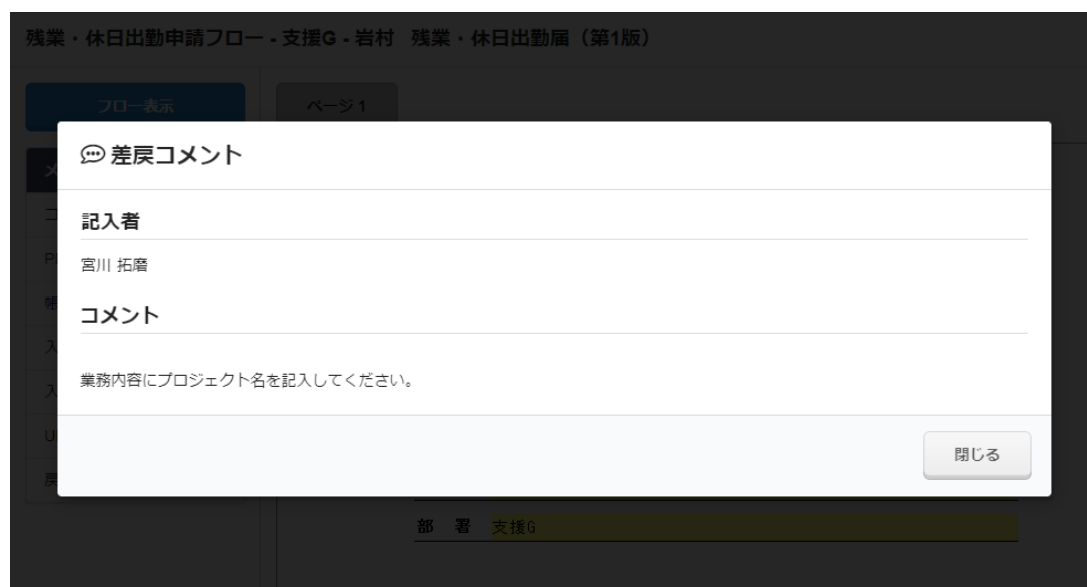 残業・休日出勤申請フロー - 支援G - 岩村 残業・休日出勤届（第1版）
フロー表示
ページ 1
差戻コメント
記入者
宮川 拓磨
コメント
業務内容にプロジェクト名を記入してください。
閉じる
部 署 支援G